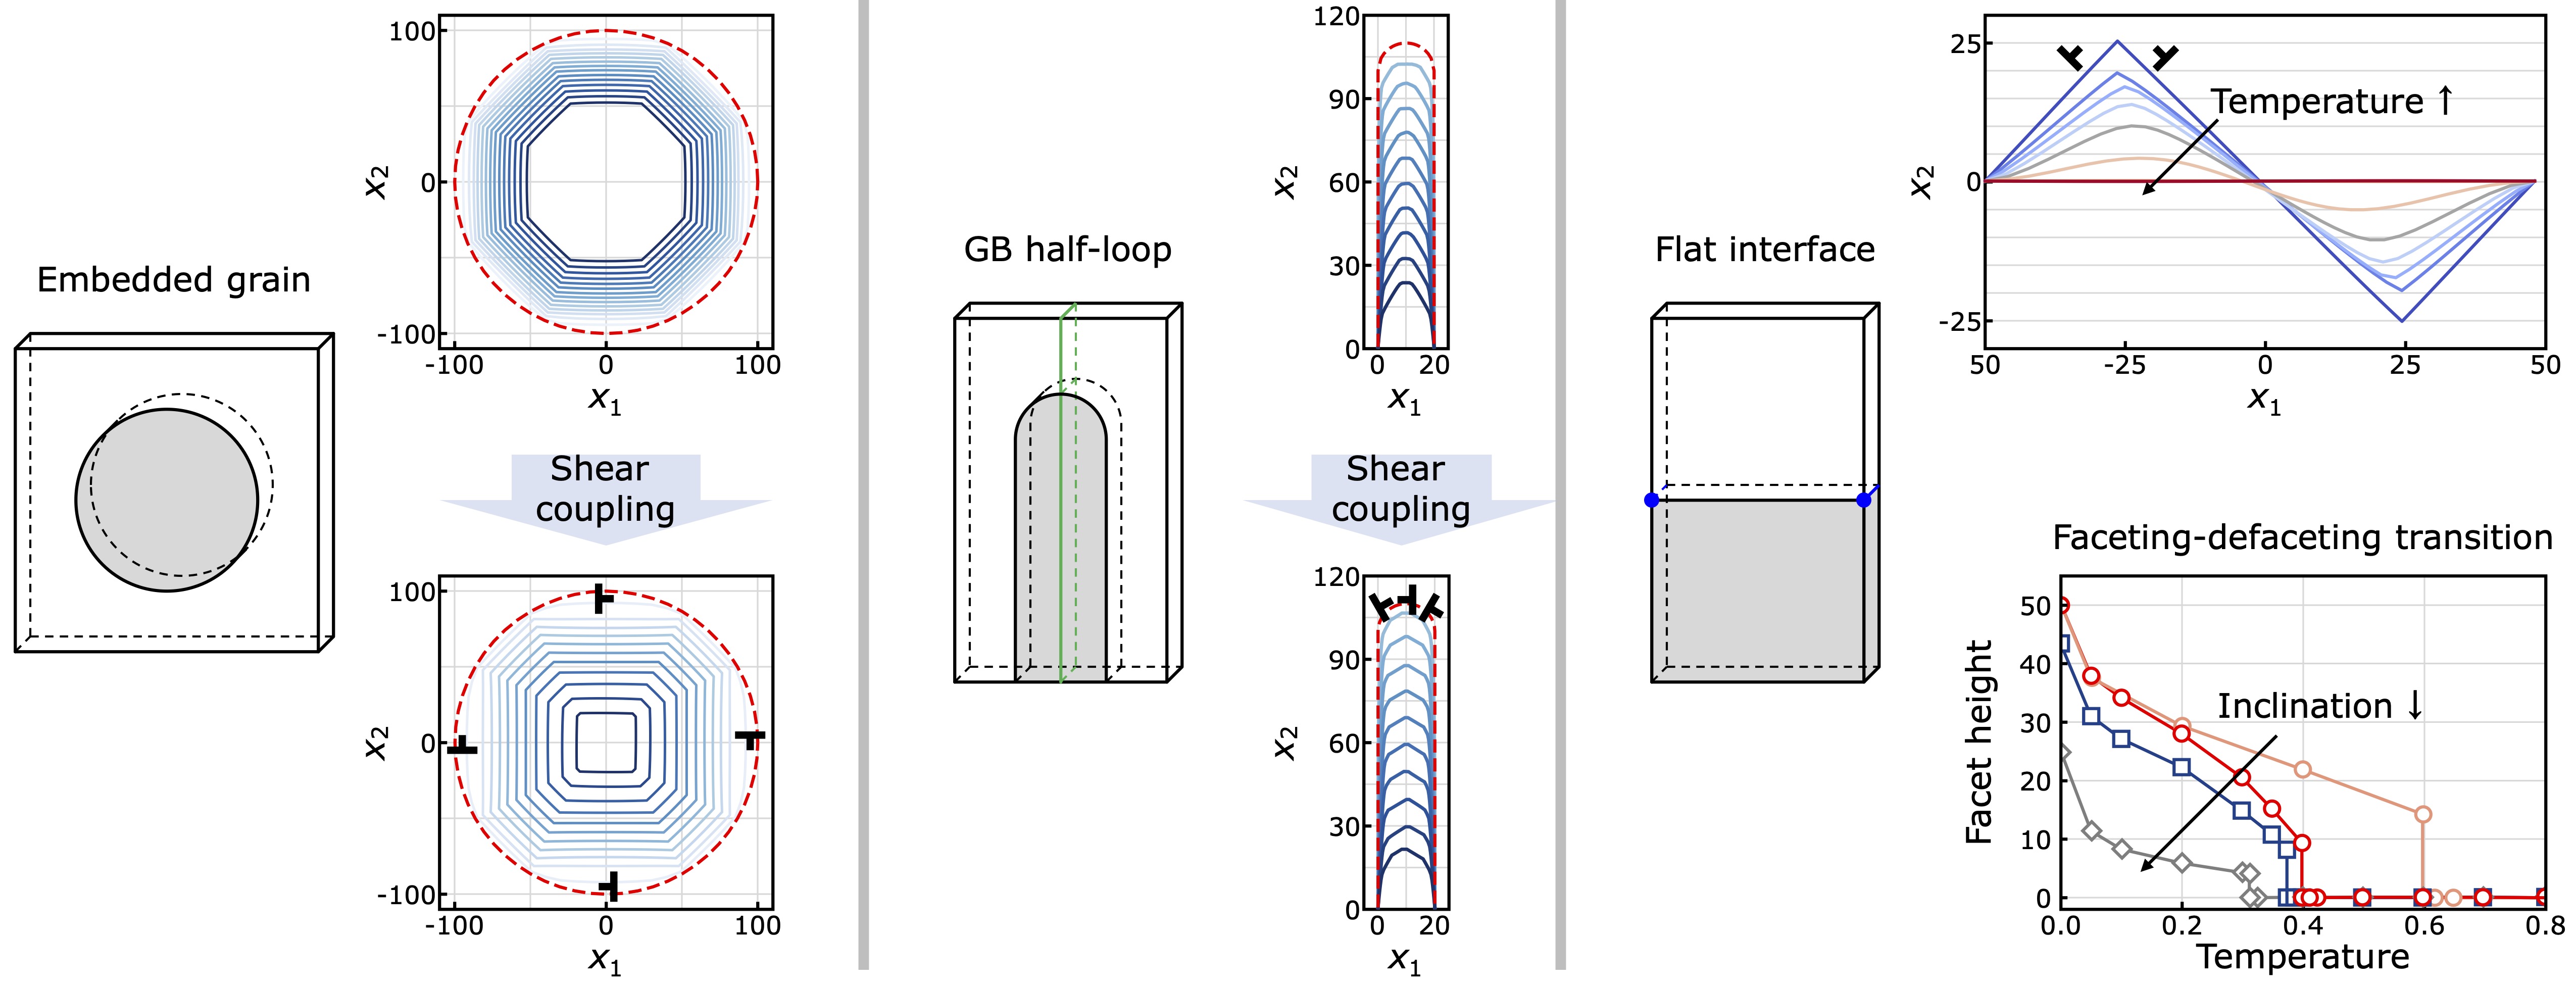 Embedded grain
100
0
-100
x2
-100 0 100
x1
Shear
coupling
100
0
-100
x2
-100 0 100
x1
GB half-loop
120
90
60
30
0
x2
0 20
x1
Shear
coupling
120
90
60
30
0
x2
0 20
x1
Flat interface
25
0
-25
x2
Temperature ↑
50 -25 0 25 50
x1
Faceting-defaceting transition
50
40
30
20
10
0
Facet height
Inclination ↓
0.0 0.2 0.4 0.6 0.8
Temperature